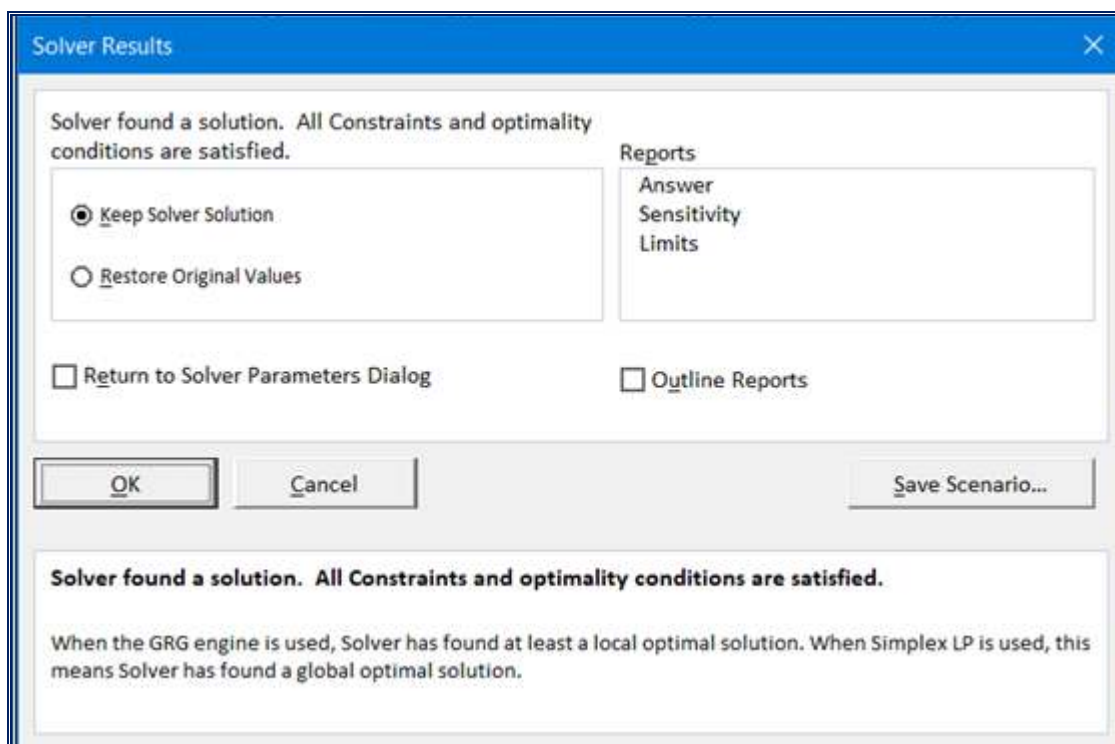 Solver Results
Solver found a solution.  All Constraints and optimality
conditions are satisfied.
Keep Solver Solution
Restore Original Values
Reports
Answer
Sensitivity
Limits
Return to Solver Parameters Dialog
Outline Reports
OK
Cancel
Save Scenario...
Solver found a solution.  All Constraints and optimality conditions are satisfied.
When the GRG engine is used, Solver has found at least a local optimal solution. When Simplex LP is used, this
means Solver has found a global optimal solution.